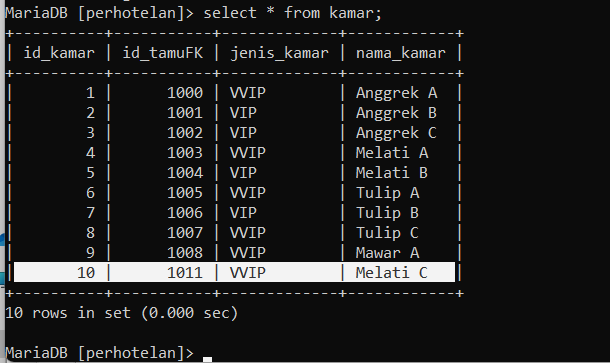 MariaDB [perhotelan]> select * from kamar;
+----------+-----------+-------------+------------+
| id_kamar | id_tamuFK | jenis_kamar | nama_kamar |
+----------+-----------+-------------+------------+
|        1 |      1000 | VVIP        | Anggrek A  |
|        2 |      1001 | VIP         | Anggrek B  |
|        3 |      1002 | VIP         | Anggrek C  |
|        4 |      1003 | VVIP        | Melati A   |
|        5 |      1004 | VIP         | Melati B   |
|        6 |      1005 | VVIP        | Tulip A    |
|        7 |      1006 | VIP         | Tulip B    |
|        8 |      1007 | VVIP        | Tulip C    |
|        9 |      1008 | VVIP        | Mawar A    |
|       10 |      1011 | VVIP        | Melati C   |
+----------+-----------+-------------+------------+
10 rows in set (0.000 sec)
MariaDB [perhotelan]>